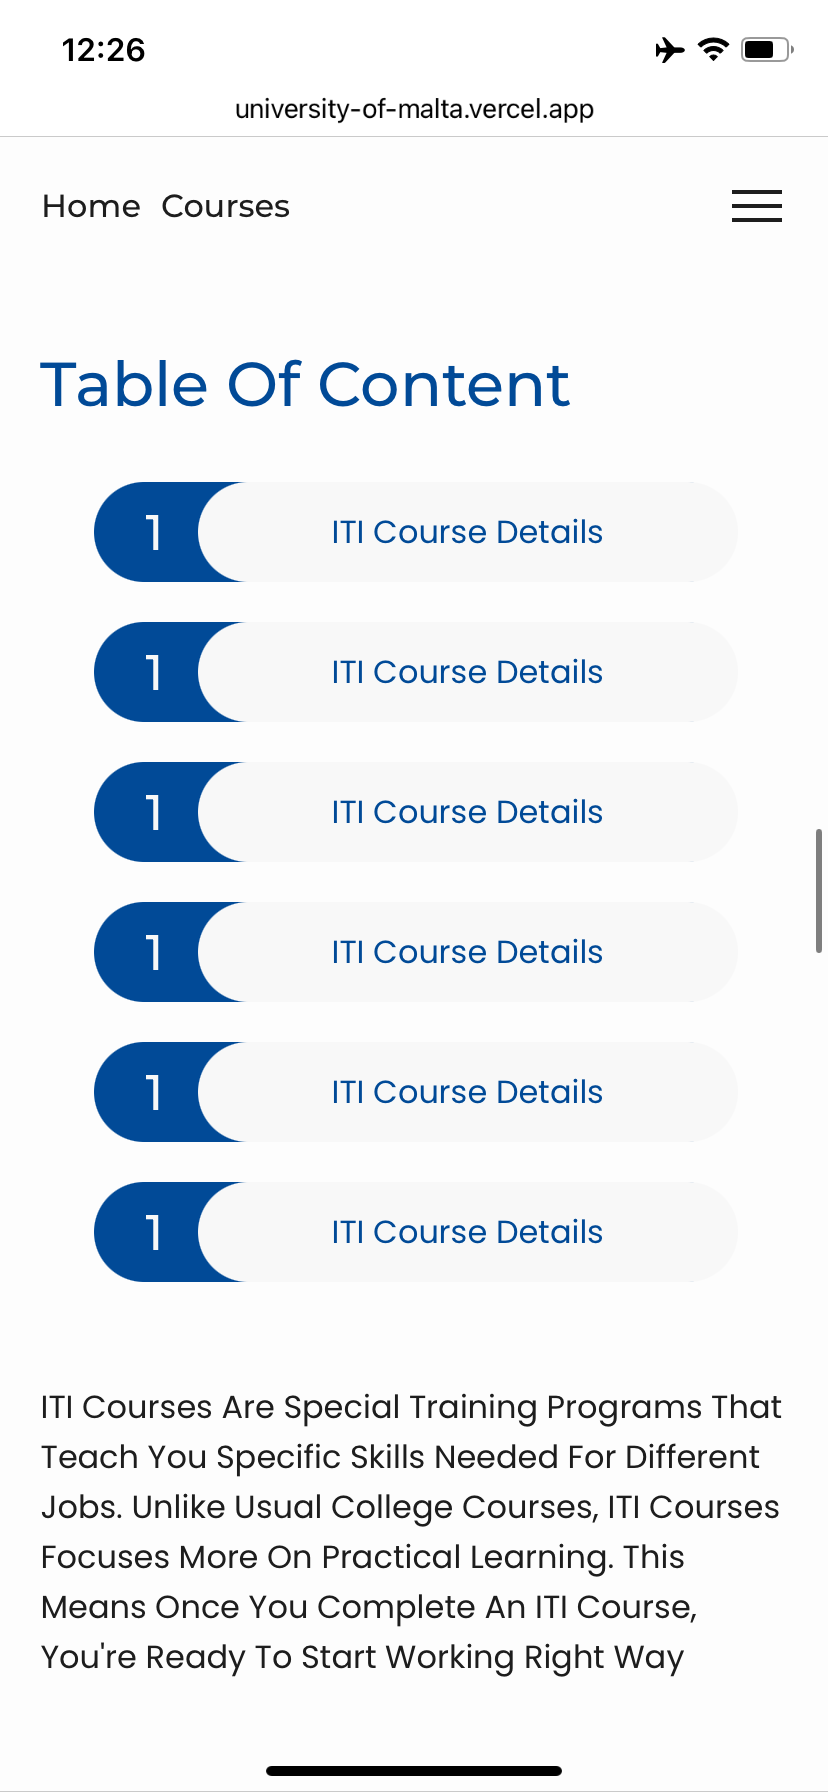 12:26
university-of-malta.vercel.app
Home Courses
Table Of Content
1 ITI Course Details
1 ITI Course Details
1 ITI Course Details
1 ITI Course Details
1 ITI Course Details
1 ITI Course Details
ITI Courses Are Special Training Programs That
Teach You Specific Skills Needed For Different
Jobs. Unlike Usual College Courses, ITI Courses
Focuses More On Practical Learning. This
Means Once You Complete An ITI Course,
You're Ready To Start Working Right Way